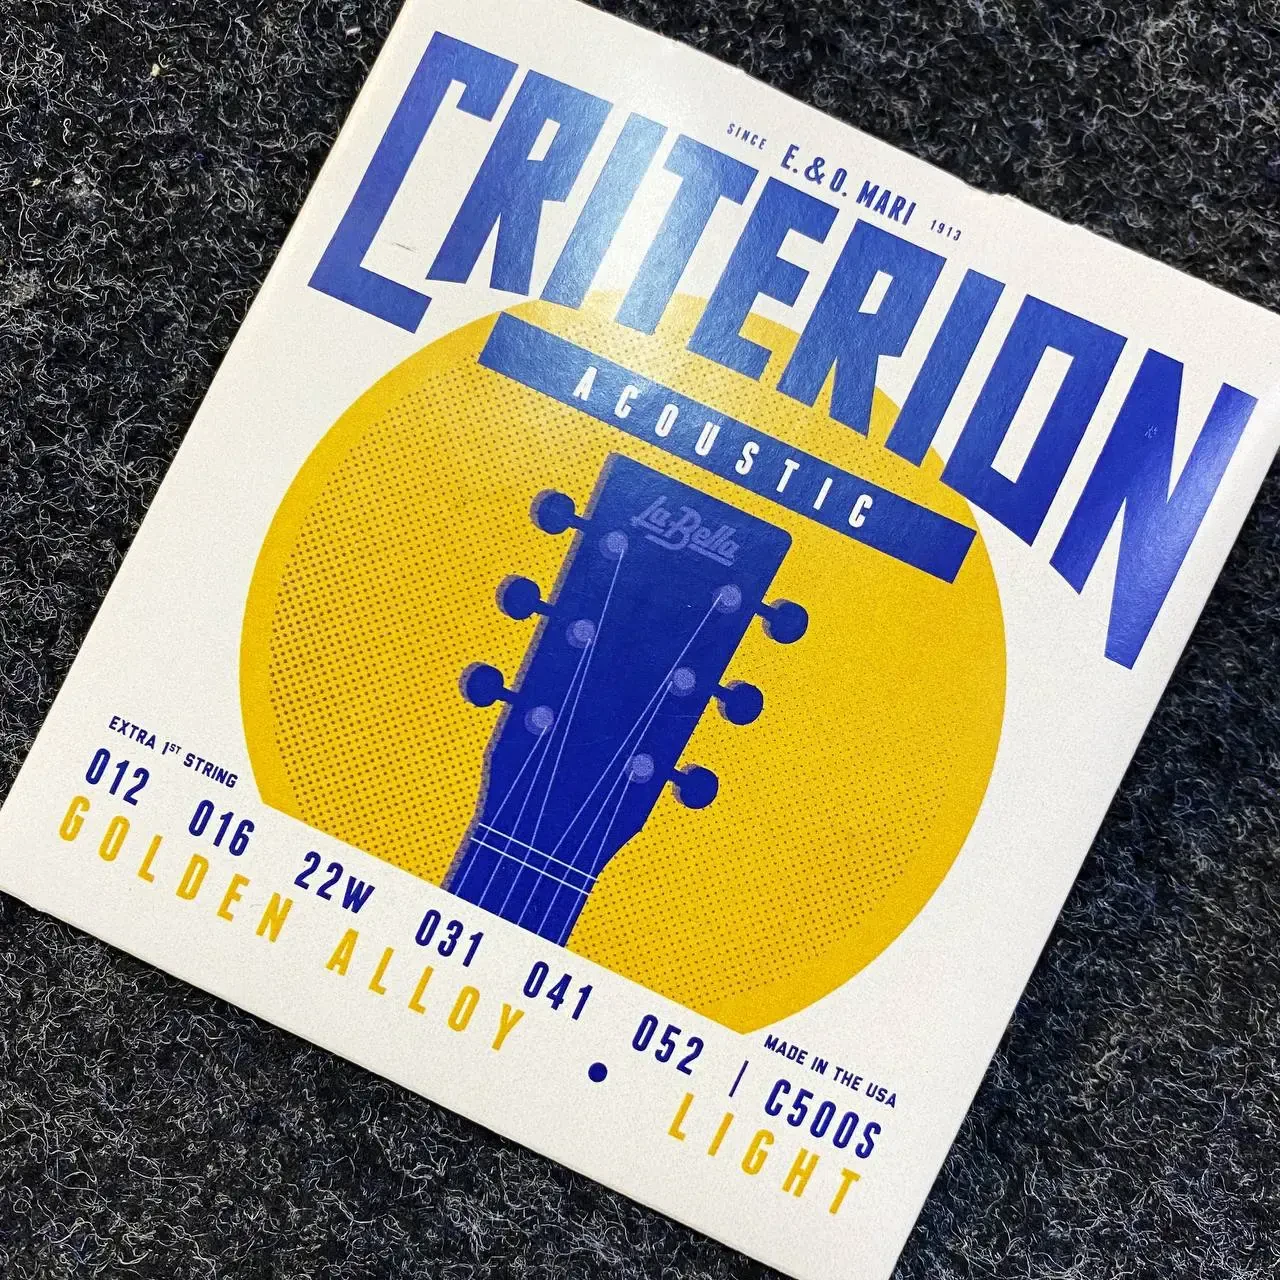 SINCE E. & O. MARI 1913
CRITERION
ACOUSTIC
La Bella
EXTRA 1ST STRING
012 016 22W 031 041 052 | C500S
MADE IN THE USA
GOLDEN ALLOY • LIGHT